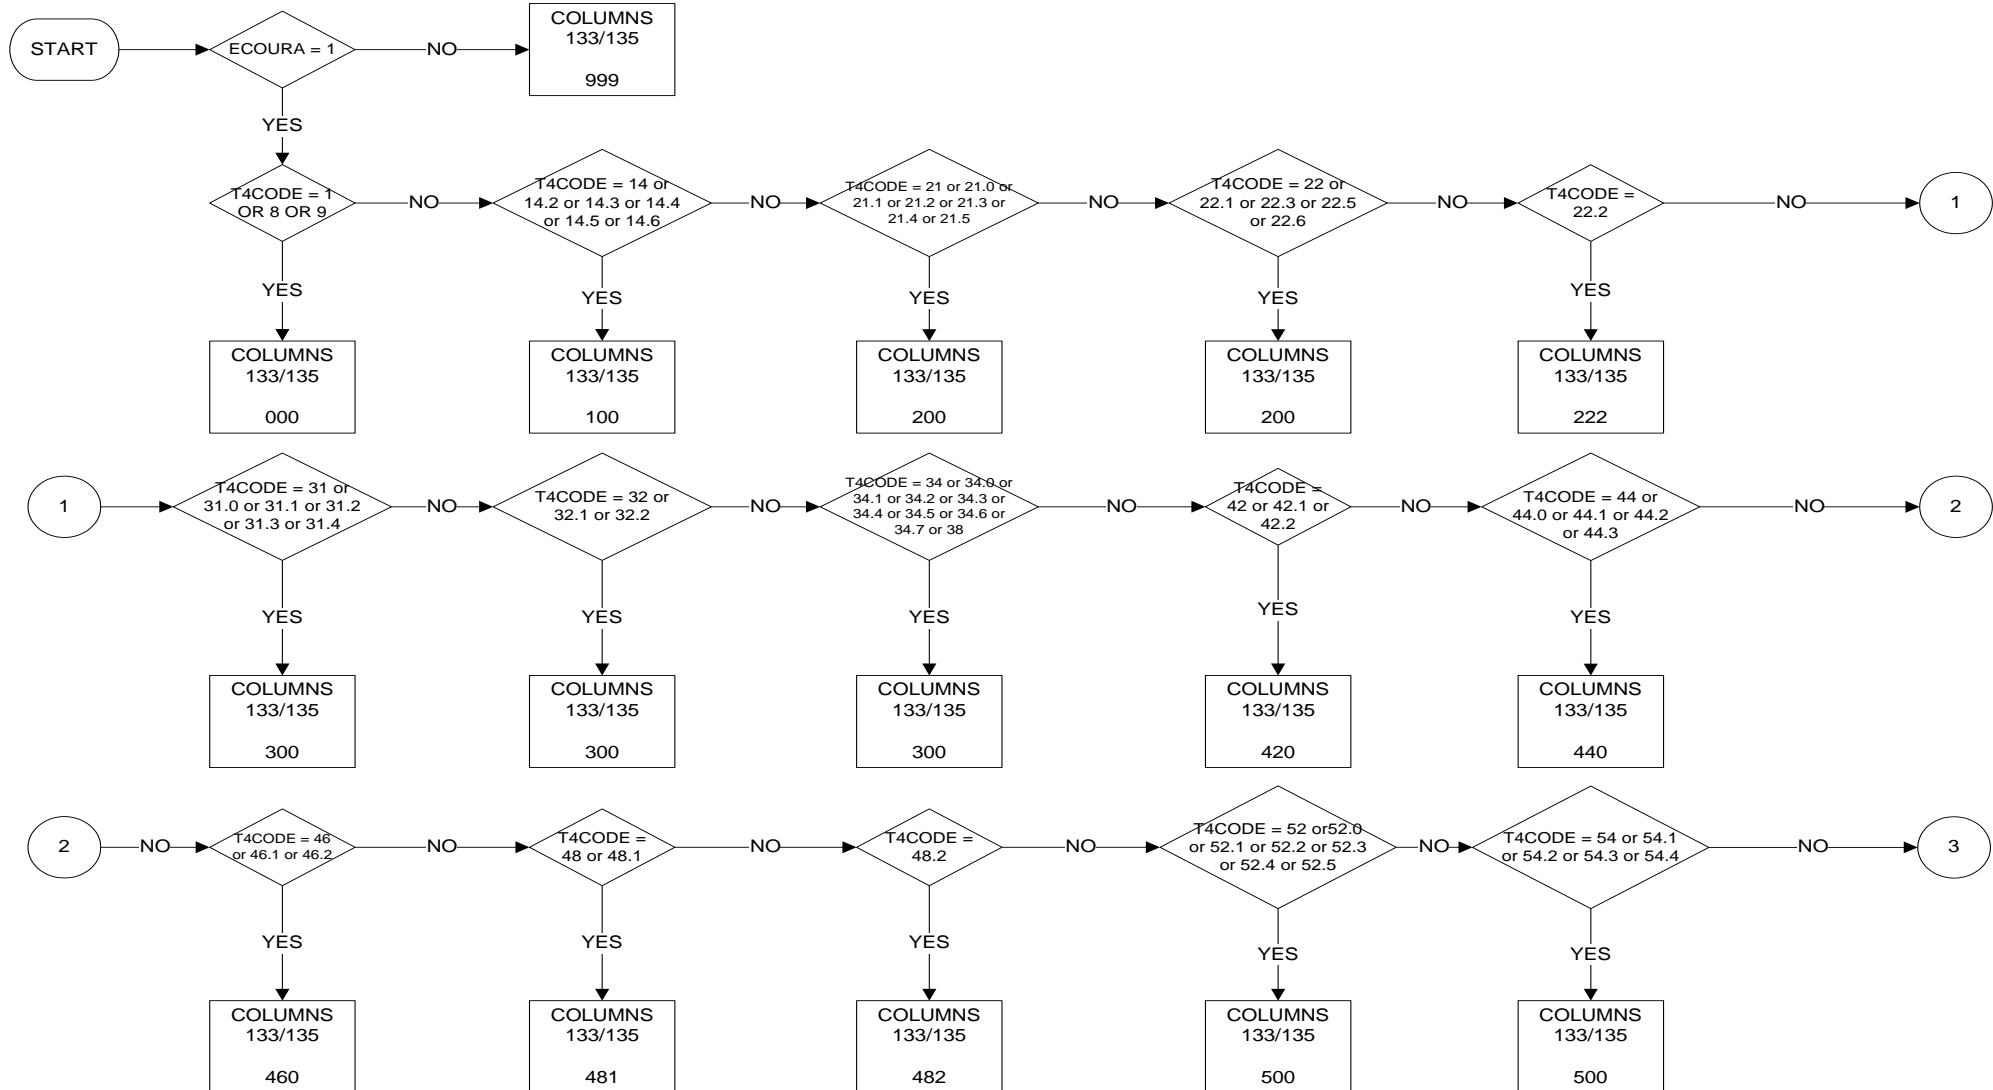 START
ECOURA = 1
NO
COLUMNS
133/135
999
YES
T4CODE = 1
OR 8 OR 9
NO
T4CODE = 14 or
14.2 or 14.3 or 14.4
or 14.5 or 14.6
NO
T4CODE = 21 or 21.0 or
21.1 or 21.2 or 21.3 or
21.4 or 21.5
NO
T4CODE = 22 or
22.1 or 22.3 or 22.5
or 22.6
NO
T4CODE =
22.2
NO
1
YES
YES
YES
YES
YES
COLUMNS
133/135
000
COLUMNS
133/135
100
COLUMNS
133/135
200
COLUMNS
133/135
200
COLUMNS
133/135
222
1
T4CODE = 31 or
31.0 or 31.1 or 31.2
or 31.3 or 31.4
NO
T4CODE = 32 or
32.1 or 32.2
NO
T4CODE = 34 or 34.0 or
34.1 or 34.2 or 34.3 or
34.4 or 34.5 or 34.6 or
34.7 or 38
NO
T4CODE =
42 or 42.1 or
42.2
NO
T4CODE = 44 or
44.0 or 44.1 or 44.2
or 44.3
NO
2
YES
YES
YES
YES
YES
COLUMNS
133/135
300
COLUMNS
133/135
300
COLUMNS
133/135
300
COLUMNS
133/135
420
COLUMNS
133/135
440
2
NO
T4CODE = 46
or 46.1 or 46.2
NO
T4CODE =
48 or 48.1
NO
T4CODE =
48.2
NO
T4CODE = 52 or52.0
or 52.1 or 52.2 or 52.3
or 52.4 or 52.5
NO
T4CODE = 54 or 54.1
or 54.2 or 54.3 or 54.4
NO
3
YES
YES
YES
YES
YES
COLUMNS
133/135
460
COLUMNS
133/135
481
COLUMNS
133/135
482
COLUMNS
133/135
500
COLUMNS
133/135
500